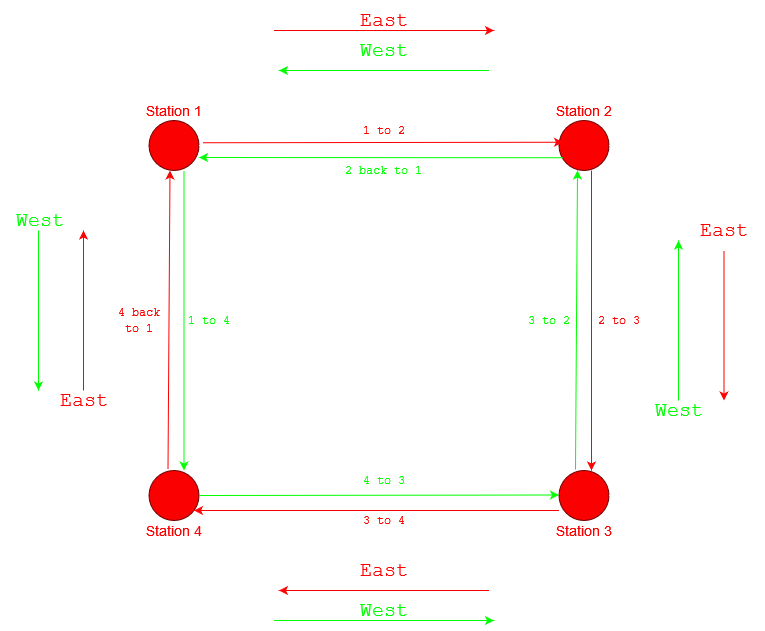 East
West
Station 1
Station 2
1 to 2
2 back to 1
West
East
4 back
to 1
1 to 4
3 to 2
2 to 3
East
West
4 to 3
3 to 4
Station 4
Station 3
East
West